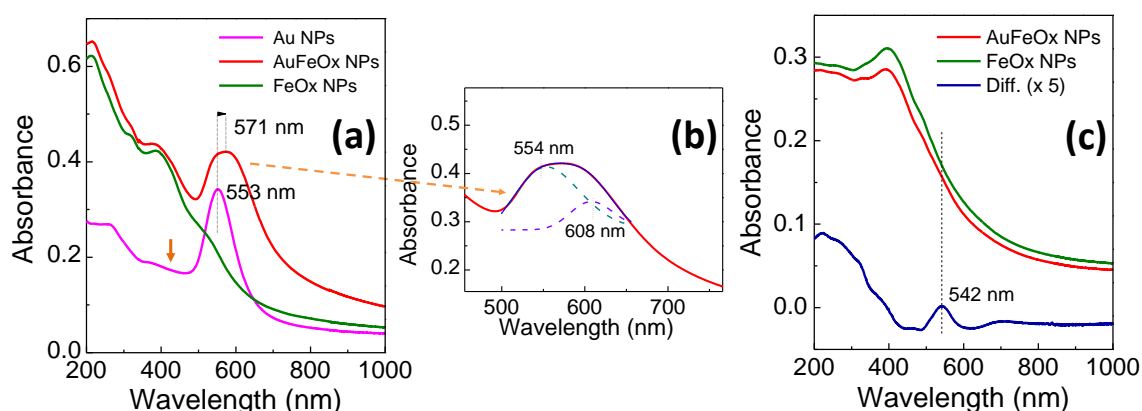 Absorbance
0.6
0.4
0.2
0.0
Au NPs
AuFeOx NPs
FeOx NPs
(a)
571 nm
553 nm
200 400 600 800 1000
Wavelength (nm)
Absorbance
0.5
0.4
0.3
0.2
(b)
554 nm
608 nm
500 600 700
Wavelength (nm)
Absorbance
0.3
0.2
0.1
0.0
AuFeOx NPs
FeOx NPs
Diff. (x 5)
(c)
542 nm
200 400 600 800 1000
Wavelength (nm)